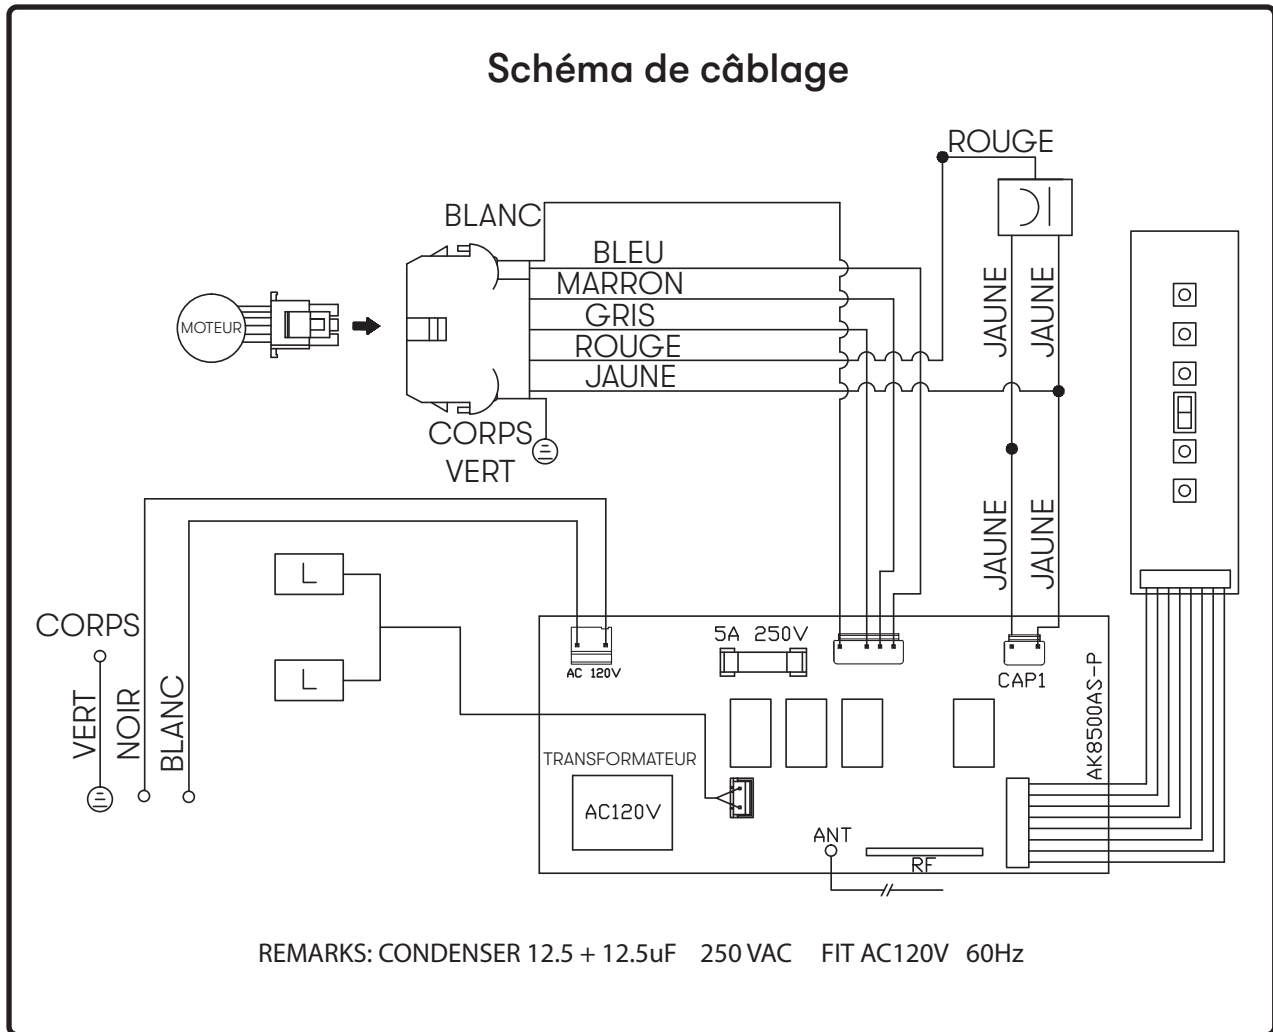 Schéma de câblage
ROUGE
BLANC
BLEU
MARRON
GRIS
ROUGE
JAUNE
MOTEUR
CORPS
VERT
JAUNE
JAUNE
JAUNE
JAUNE
L
L
CORPS
VERT
NOIR
BLANC
5A 250V
AC 120V
CAP1
AK8500AS-P
TRANSFORMATEUR
AC120V
ANT
RF
REMARKS: CONDENSER 12.5 + 12.5uF 250 VAC FIT AC120V 60Hz